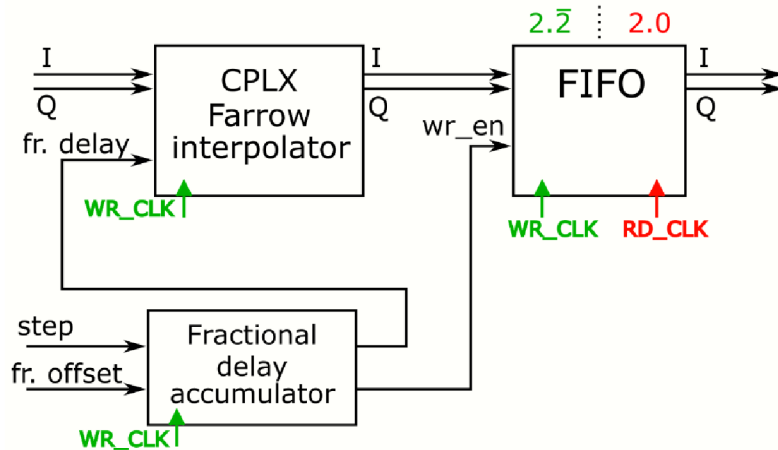 2.2̄ 2.0
I I I
CPLX
Farrow
interpolator
FIFO
Q Q Q
fr. delay
wr_en
WR_CLK
WR_CLK RD_CLK
step
fr. offset
Fractional
delay
accumulator
WR_CLK